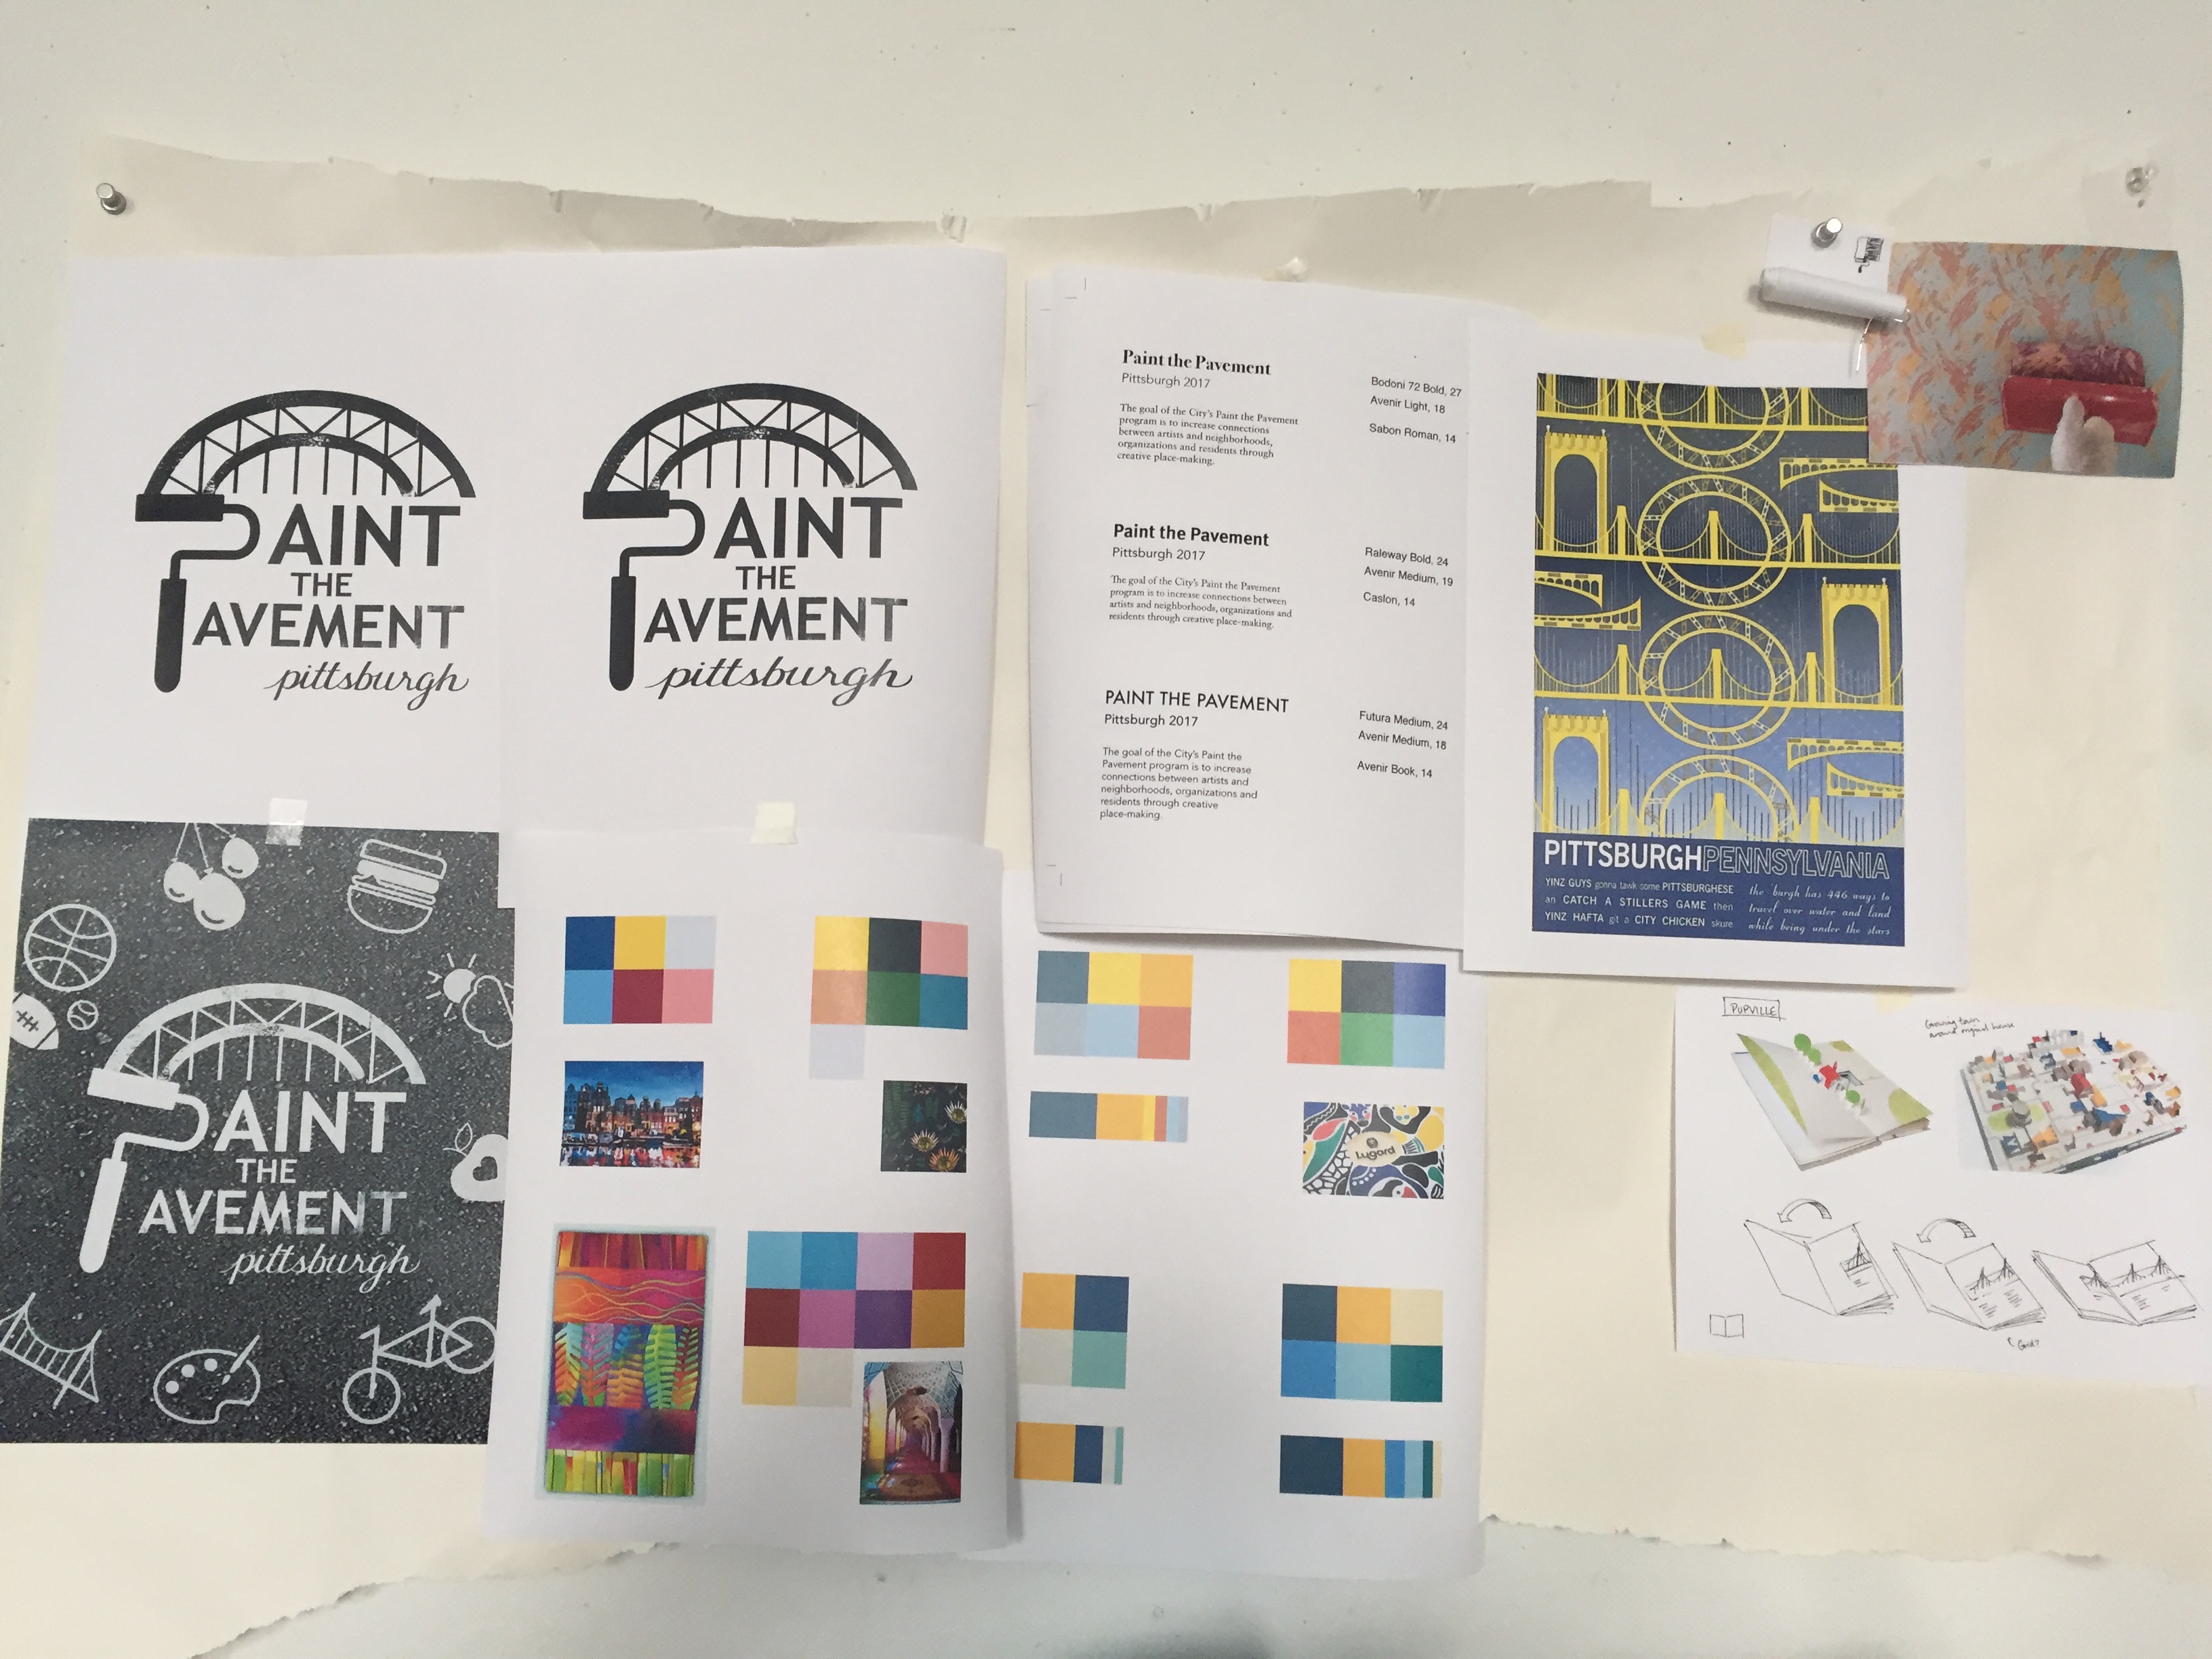 PAINT
THE
PAVEMENT
pittsburgh
PAINT
THE
PAVEMENT
pittsburgh
Paint the Pavement
Pittsburgh 2017
The goal of the City's Paint the Pavement
program is to increase connections
between artists and neighborhoods,
organizations and residents through
creative place-making.
Bodoni 72 Bold, 27
Avenir Light, 18
Sabon Roman, 14
Paint the Pavement
Pittsburgh 2017
The goal of the City's Paint the Pavement
program is to increase connections between
artists and neighborhoods, organizations and
residents through creative place-making.
Raleway Bold, 24
Avenir Medium, 19
Caslon, 14
PAINT THE PAVEMENT
Pittsburgh 2017
The goal of the City's Paint the
Pavement program is to increase
connections between artists and
neighborhoods, organizations and
residents through creative
place-making.
Futura Medium, 24
Avenir Medium, 18
Avenir Book, 14
PITTSBURGHPENNSYLVANIA
YINZ GUYS gonna tawk some PITTSBURGHESE
an CATCH A STILLERS GAME then
YINZ HAFTA git a CITY CHICKEN skure
the 'burgh has 446 ways to
travel over water and land
while being under the stars
PAINT
THE
PAVEMENT
pittsburgh
Lugard
POPVILLE
Growing town
around original house